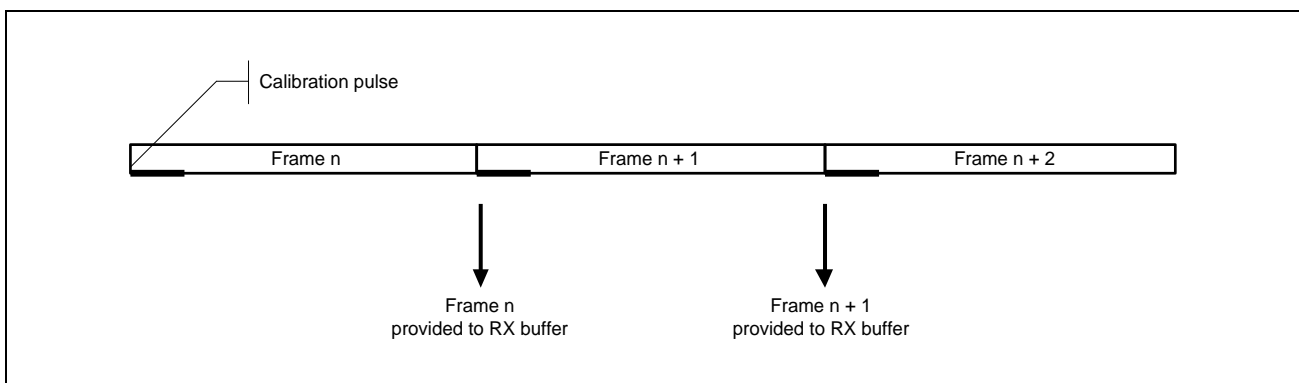 Calibration pulse
Frame n
Frame n + 1
Frame n + 2
Frame n
provided to RX buffer
Frame n + 1
provided to RX buffer